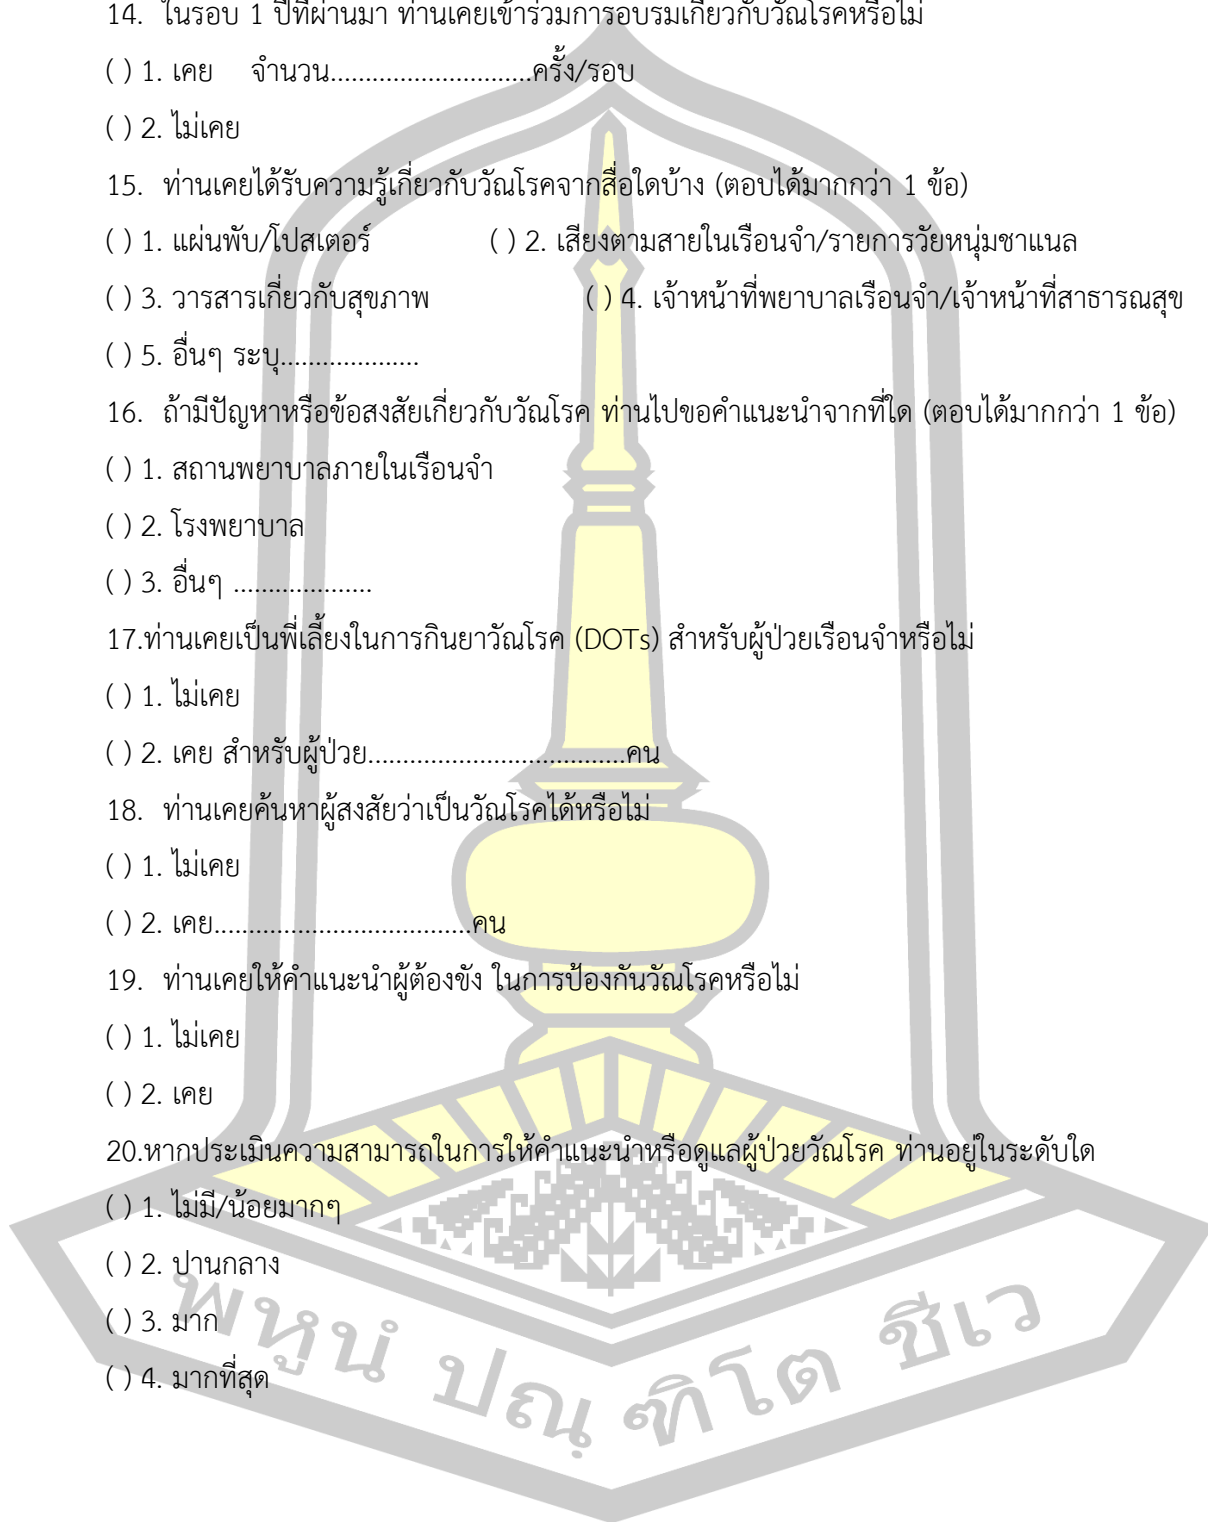 14.  ในรอบ 1 ปีที่ผ่านมา ท่านเคยเข้าร่วมการอบรมเกี่ยวกับวัณโรคหรือไม่
( ) 1. เคย    จำนวน.............................ครั้ง/รอบ
( ) 2. ไม่เคย
15.  ท่านเคยได้รับความรู้เกี่ยวกับวัณโรคจากสื่อใดบ้าง (ตอบได้มากกว่า 1 ข้อ)
( ) 1. แผ่นพับ/โปสเตอร์    ( ) 2. เสียงตามสายในเรือนจำ/รายการวัยหนุ่มชาแนล
( ) 3. วารสารเกี่ยวกับสุขภาพ    ( ) 4. เจ้าหน้าที่พยาบาลเรือนจำ/เจ้าหน้าที่สาธารณสุข
( ) 5. อื่นๆ ระบุ....................
16.  ถ้ามีปัญหาหรือข้อสงสัยเกี่ยวกับวัณโรค ท่านไปขอคำแนะนำจากที่ใด (ตอบได้มากกว่า 1 ข้อ)
( ) 1. สถานพยาบาลภายในเรือนจำ
( ) 2. โรงพยาบาล
( ) 3. อื่นๆ ....................
17.ท่านเคยเป็นพี่เลี้ยงในการกินยาวัณโรค (DOTs) สำหรับผู้ป่วยเรือนจำหรือไม่
( ) 1. ไม่เคย
( ) 2. เคย สำหรับผู้ป่วย.....................................คน
18.  ท่านเคยค้นหาผู้สงสัยว่าเป็นวัณโรคได้หรือไม่
( ) 1. ไม่เคย
( ) 2. เคย.....................................คน
19.  ท่านเคยให้คำแนะนำผู้ต้องขัง ในการป้องกันวัณโรคหรือไม่
( ) 1. ไม่เคย
( ) 2. เคย
20.หากประเมินความสามารถในการให้คำแนะนำหรือดูแลผู้ป่วยวัณโรค ท่านอยู่ในระดับใด
( ) 1. ไม่มี/น้อยมากๆ
( ) 2. ปานกลาง
( ) 3. มาก
( ) 4. มากที่สุด
พหูนํ ปณฺฑิโต ชีเว